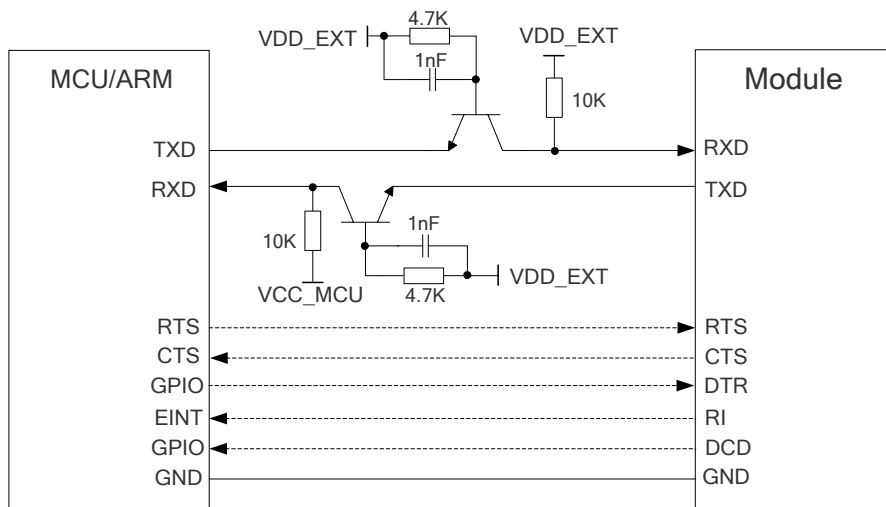 4.7K
VDD_EXT
VDD_EXT
1nF
MCU/ARM
Module
10K
TXD
RXD
RXD
TXD
1nF
10K
VDD_EXT
VCC_MCU
4.7K
RTS
RTS
CTS
CTS
GPIO
DTR
EINT
RI
GPIO
DCD
GND
GND